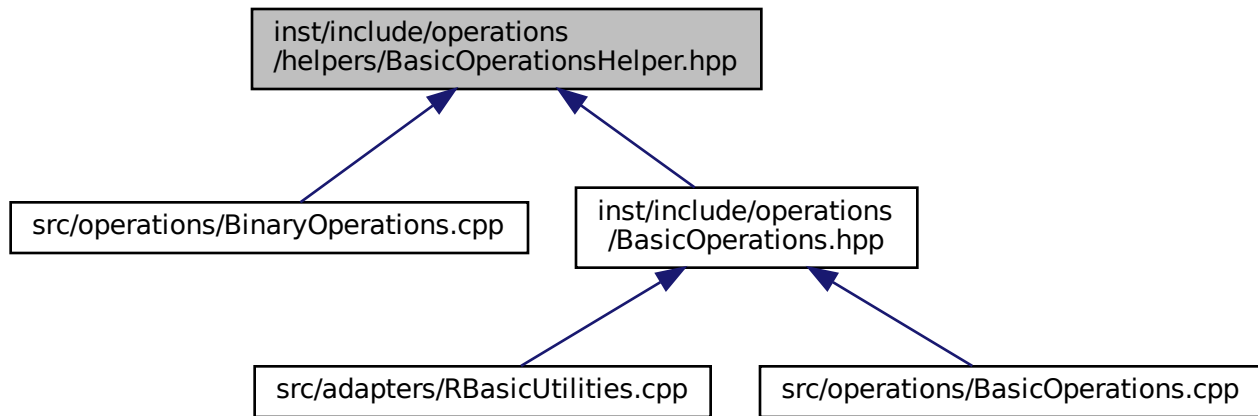 inst/include/operations
/helpers/BasicOperationsHelper.hpp
src/operations/BinaryOperations.cpp
inst/include/operations
/BasicOperations.hpp
src/adapters/RBasicUtilities.cpp
src/operations/BasicOperations.cpp